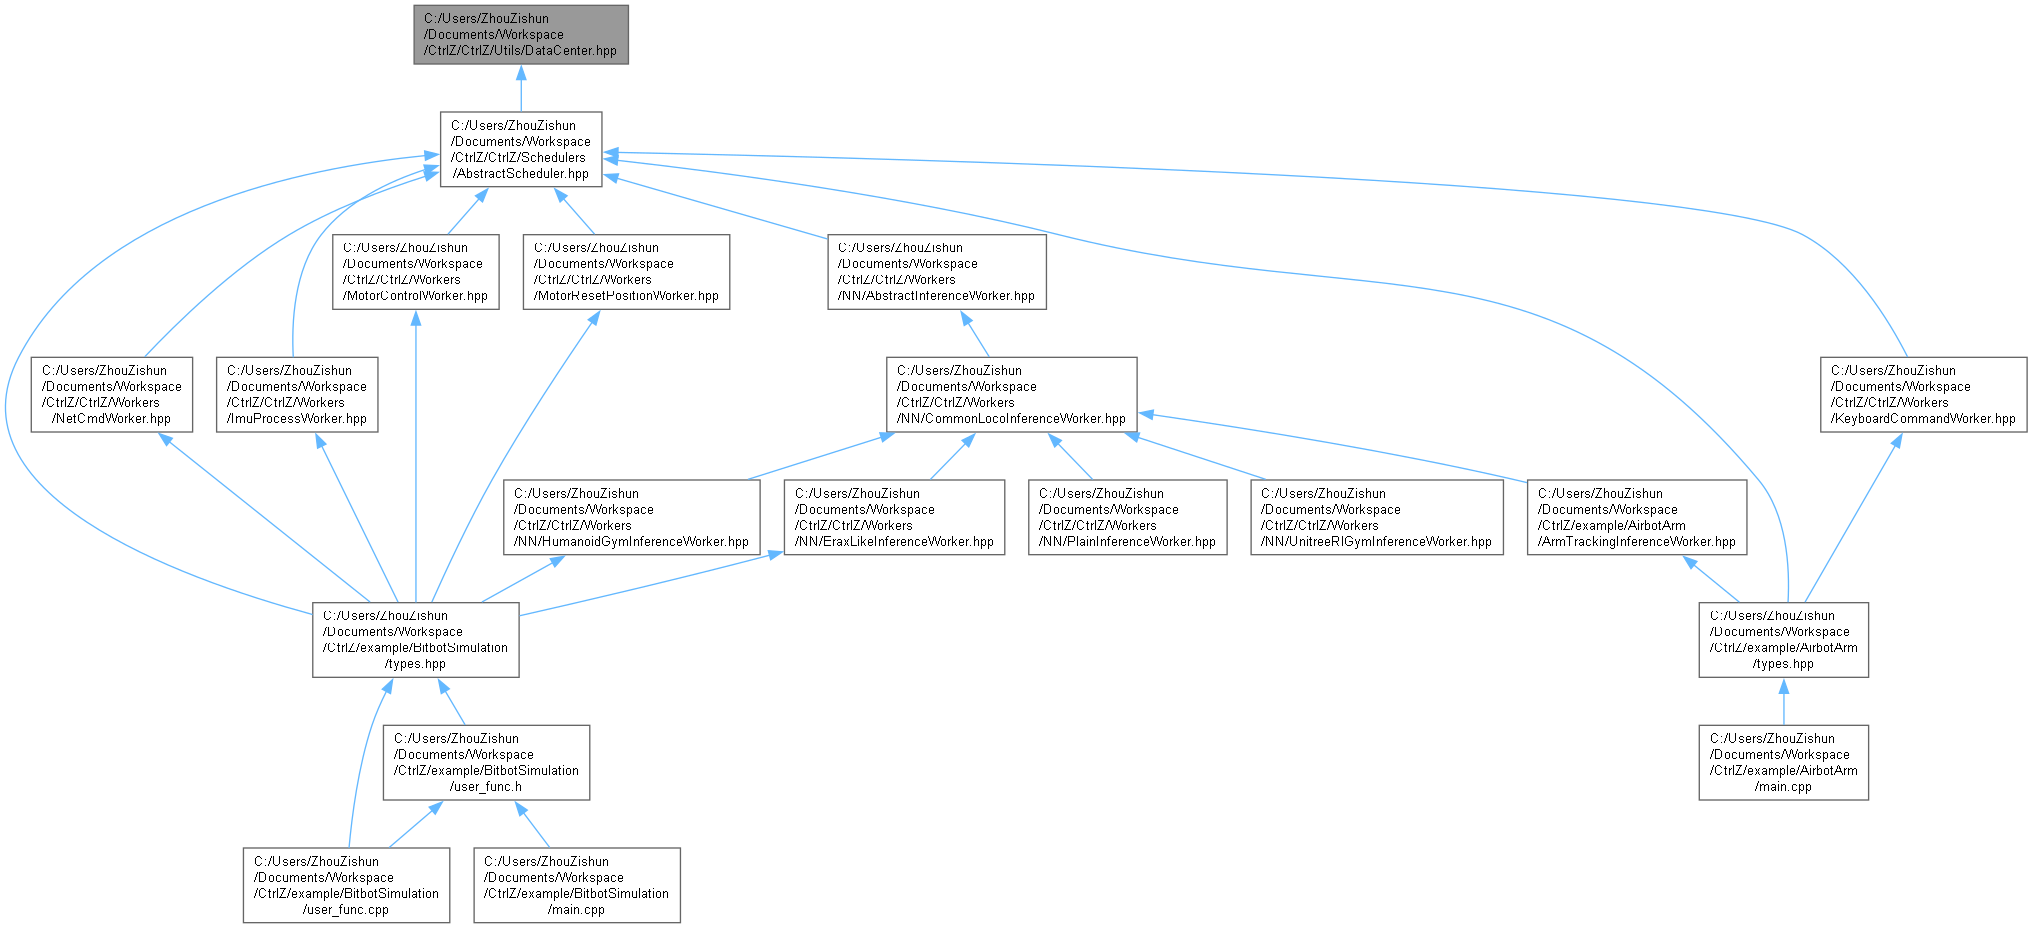 C:/Users/ZhouZishun
/Documents/Workspace
/CtrlZ/CtrlZ/Utils/DataCenter.hpp
C:/Users/ZhouZishun
/Documents/Workspace
/CtrlZ/CtrlZ/Schedulers
/AbstractScheduler.hpp
C:/Users/ZhouZishun
/Documents/Workspace
/CtrlZ/CtrlZ/Workers
/MotorControlWorker.hpp
C:/Users/ZhouZishun
/Documents/Workspace
/CtrlZ/CtrlZ/Workers
/MotorResetPositionWorker.hpp
C:/Users/ZhouZishun
/Documents/Workspace
/CtrlZ/CtrlZ/Workers
/NN/AbstractInferenceWorker.hpp
C:/Users/ZhouZishun
/Documents/Workspace
/CtrlZ/CtrlZ/Workers
/NetCmdWorker.hpp
C:/Users/ZhouZishun
/Documents/Workspace
/CtrlZ/CtrlZ/Workers
/ImuProcessWorker.hpp
C:/Users/ZhouZishun
/Documents/Workspace
/CtrlZ/CtrlZ/Workers
/NN/CommonLocoInferenceWorker.hpp
C:/Users/ZhouZishun
/Documents/Workspace
/CtrlZ/CtrlZ/Workers
/KeyboardCommandWorker.hpp
C:/Users/ZhouZishun
/Documents/Workspace
/CtrlZ/CtrlZ/Workers
/NN/HumanoidGymInferenceWorker.hpp
C:/Users/ZhouZishun
/Documents/Workspace
/CtrlZ/CtrlZ/Workers
/NN/EraxLikeInferenceWorker.hpp
C:/Users/ZhouZishun
/Documents/Workspace
/CtrlZ/CtrlZ/Workers
/NN/PlainInferenceWorker.hpp
C:/Users/ZhouZishun
/Documents/Workspace
/CtrlZ/CtrlZ/Workers
/NN/UnitreeRlGymInferenceWorker.hpp
C:/Users/ZhouZishun
/Documents/Workspace
/CtrlZ/example/AirbotArm
/ArmTrackingInferenceWorker.hpp
C:/Users/ZhouZishun
/Documents/Workspace
/CtrlZ/example/BitbotSimulation
/types.hpp
C:/Users/ZhouZishun
/Documents/Workspace
/CtrlZ/example/AirbotArm
/types.hpp
C:/Users/ZhouZishun
/Documents/Workspace
/CtrlZ/example/BitbotSimulation
/user_func.h
C:/Users/ZhouZishun
/Documents/Workspace
/CtrlZ/example/AirbotArm
/main.cpp
C:/Users/ZhouZishun
/Documents/Workspace
/CtrlZ/example/BitbotSimulation
/user_func.cpp
C:/Users/ZhouZishun
/Documents/Workspace
/CtrlZ/example/BitbotSimulation
/main.cpp